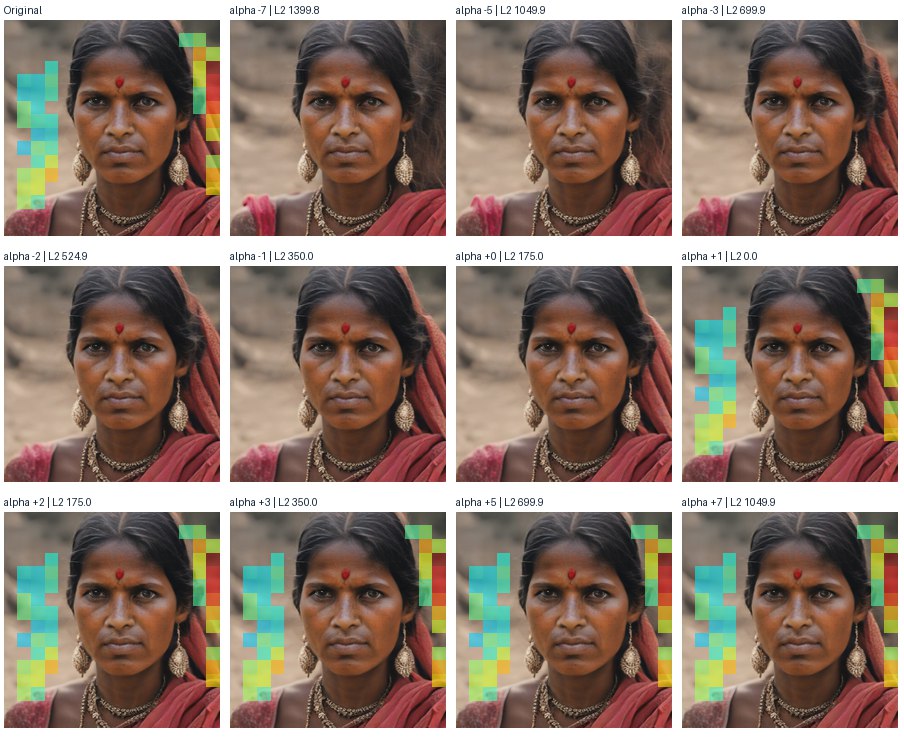 Original
alpha -7 | L2 1399.8
alpha -5 | L2 1049.9
alpha -3 | L2 699.9
alpha -2 | L2 524.9
alpha -1 | L2 350.0
alpha +0 | L2 175.0
alpha +1 | L2 0.0
alpha +2 | L2 175.0
alpha +3 | L2 350.0
alpha +5 | L2 699.9
alpha +7 | L2 1049.9